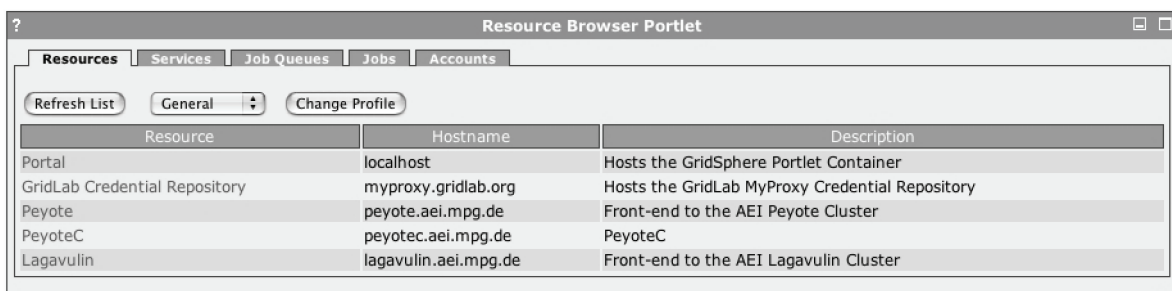 ? Resource Browser Portlet
Resources Services Job Queues Jobs Accounts
Refresh List General Change Profile
Resource Hostname Description
Portal localhost Hosts the GridSphere Portlet Container
GridLab Credential Repository myproxy.gridlab.org Hosts the GridLab MyProxy Credential Repository
Peyote peyote.aei.mpg.de Front-end to the AEI Peyote Cluster
PeyoteC peyotec.aei.mpg.de PeyoteC
Lagavulin lagavulin.aei.mpg.de Front-end to the AEI Lagavulin Cluster